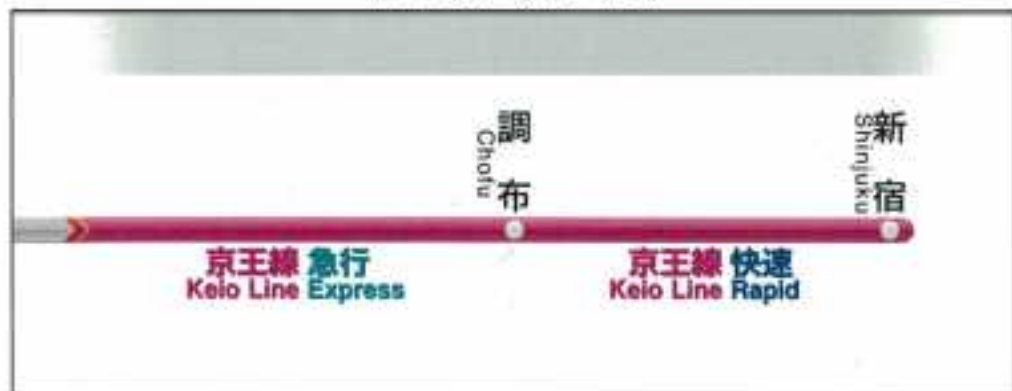 調布
Chofu
新宿
Shinjuku
京王線 急行
Keio Line Express
京王線 快速
Keio Line Rapid